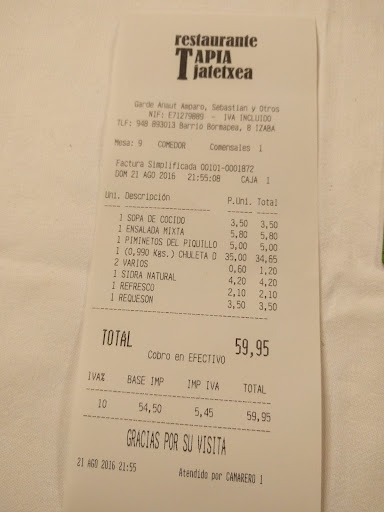 restaurante
TAPIA
jatetxea
Garde Anaut Amparo, Sebastian y Otros
NIF: E71279889 - IVA INCLUIDO
TLF: 948 893013 Barrio Bormapea, 8 IZABA
Mesa: 9 COMEDOR Comensales 1
Factura Simplificada 00101-0001872
DOM 21 AGO 2016 21:55:08 CAJA 1
Uni. Descripción P.Uni. Total
1 SOPA DE COCIDO 3,50 3,50
1 ENSALADA MIXTA 5,80 5,80
1 PIMINETOS DEL PIQUILLO 5,00 5,00
1 (0,990 Kgs.) CHULETA D 35,00 34,65
2 VARIOS 0,60 1,20
1 SIDRA NATURAL 4,20 4,20
1 REFRESCO 2,10 2,10
1 REQUESON 3,50 3,50
TOTAL 59,95
Cobro en EFECTIVO
IVA% BASE IMP IMP IVA TOTAL
10 54,50 5,45 59,95
GRACIAS POR SU VISITA
21 AGO 2016 21:55 Atendido por CAMARERO 1